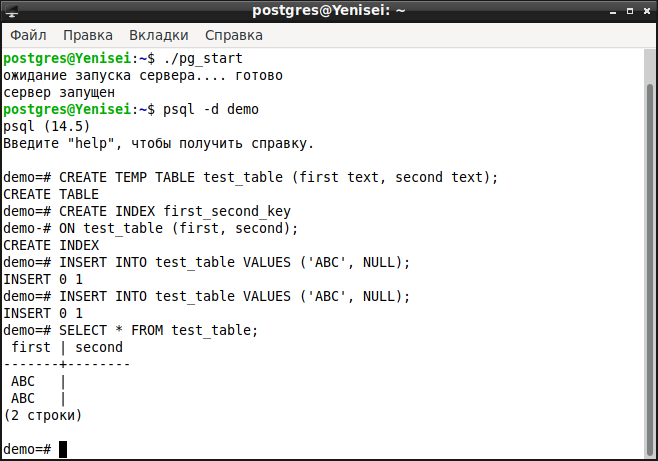 postgres@Yenisei: ~
Файл Правка Вкладки Справка
postgres@Yenisei:~$ ./pg_start
ожидание запуска сервера.... готово
сервер запущен
postgres@Yenisei:~$ psql -d demo
psql (14.5)
Введите "help", чтобы получить справку.
demo=# CREATE TEMP TABLE test_table (first text, second text);
CREATE TABLE
demo=# CREATE INDEX first_second_key
demo-# ON test_table (first, second);
CREATE INDEX
demo=# INSERT INTO test_table VALUES ('ABC', NULL);
INSERT 0 1
demo=# INSERT INTO test_table VALUES ('ABC', NULL);
INSERT 0 1
demo=# SELECT * FROM test_table;
 first | second
-------+--------
 ABC   |
 ABC   |
(2 строки)
demo=#